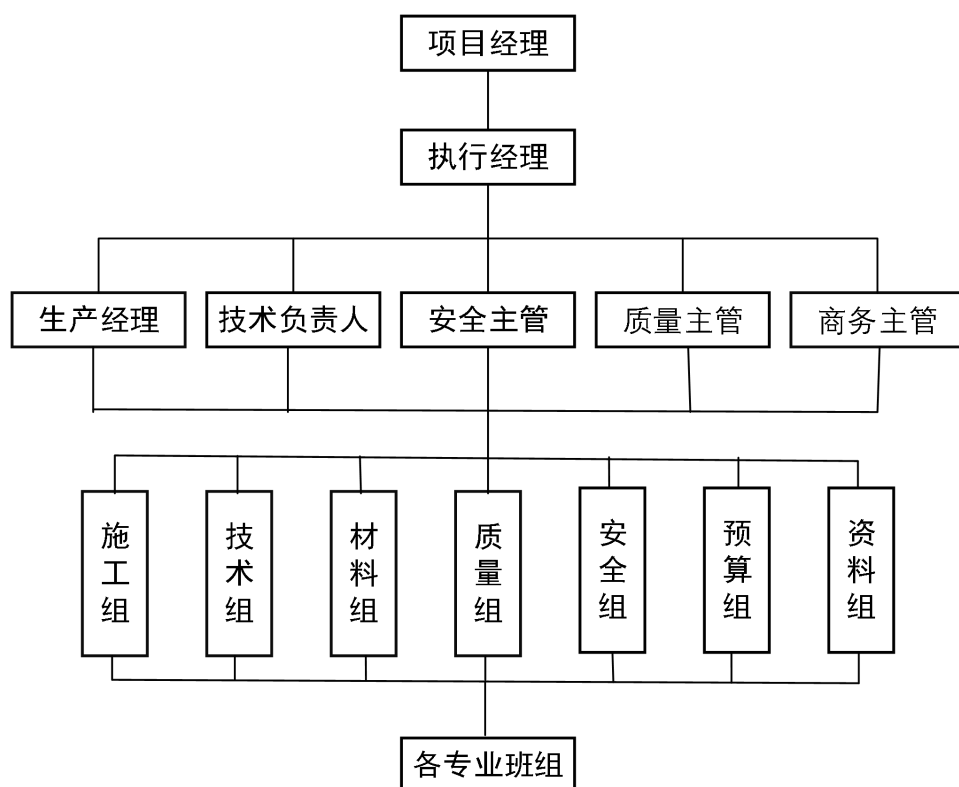 项目经理
执行经理
生产经理
技术负责人
安全主管
质量主管
商务主管
施工组
技术组
材料组
质量组
安全组
预算组
资料组
各专业班组